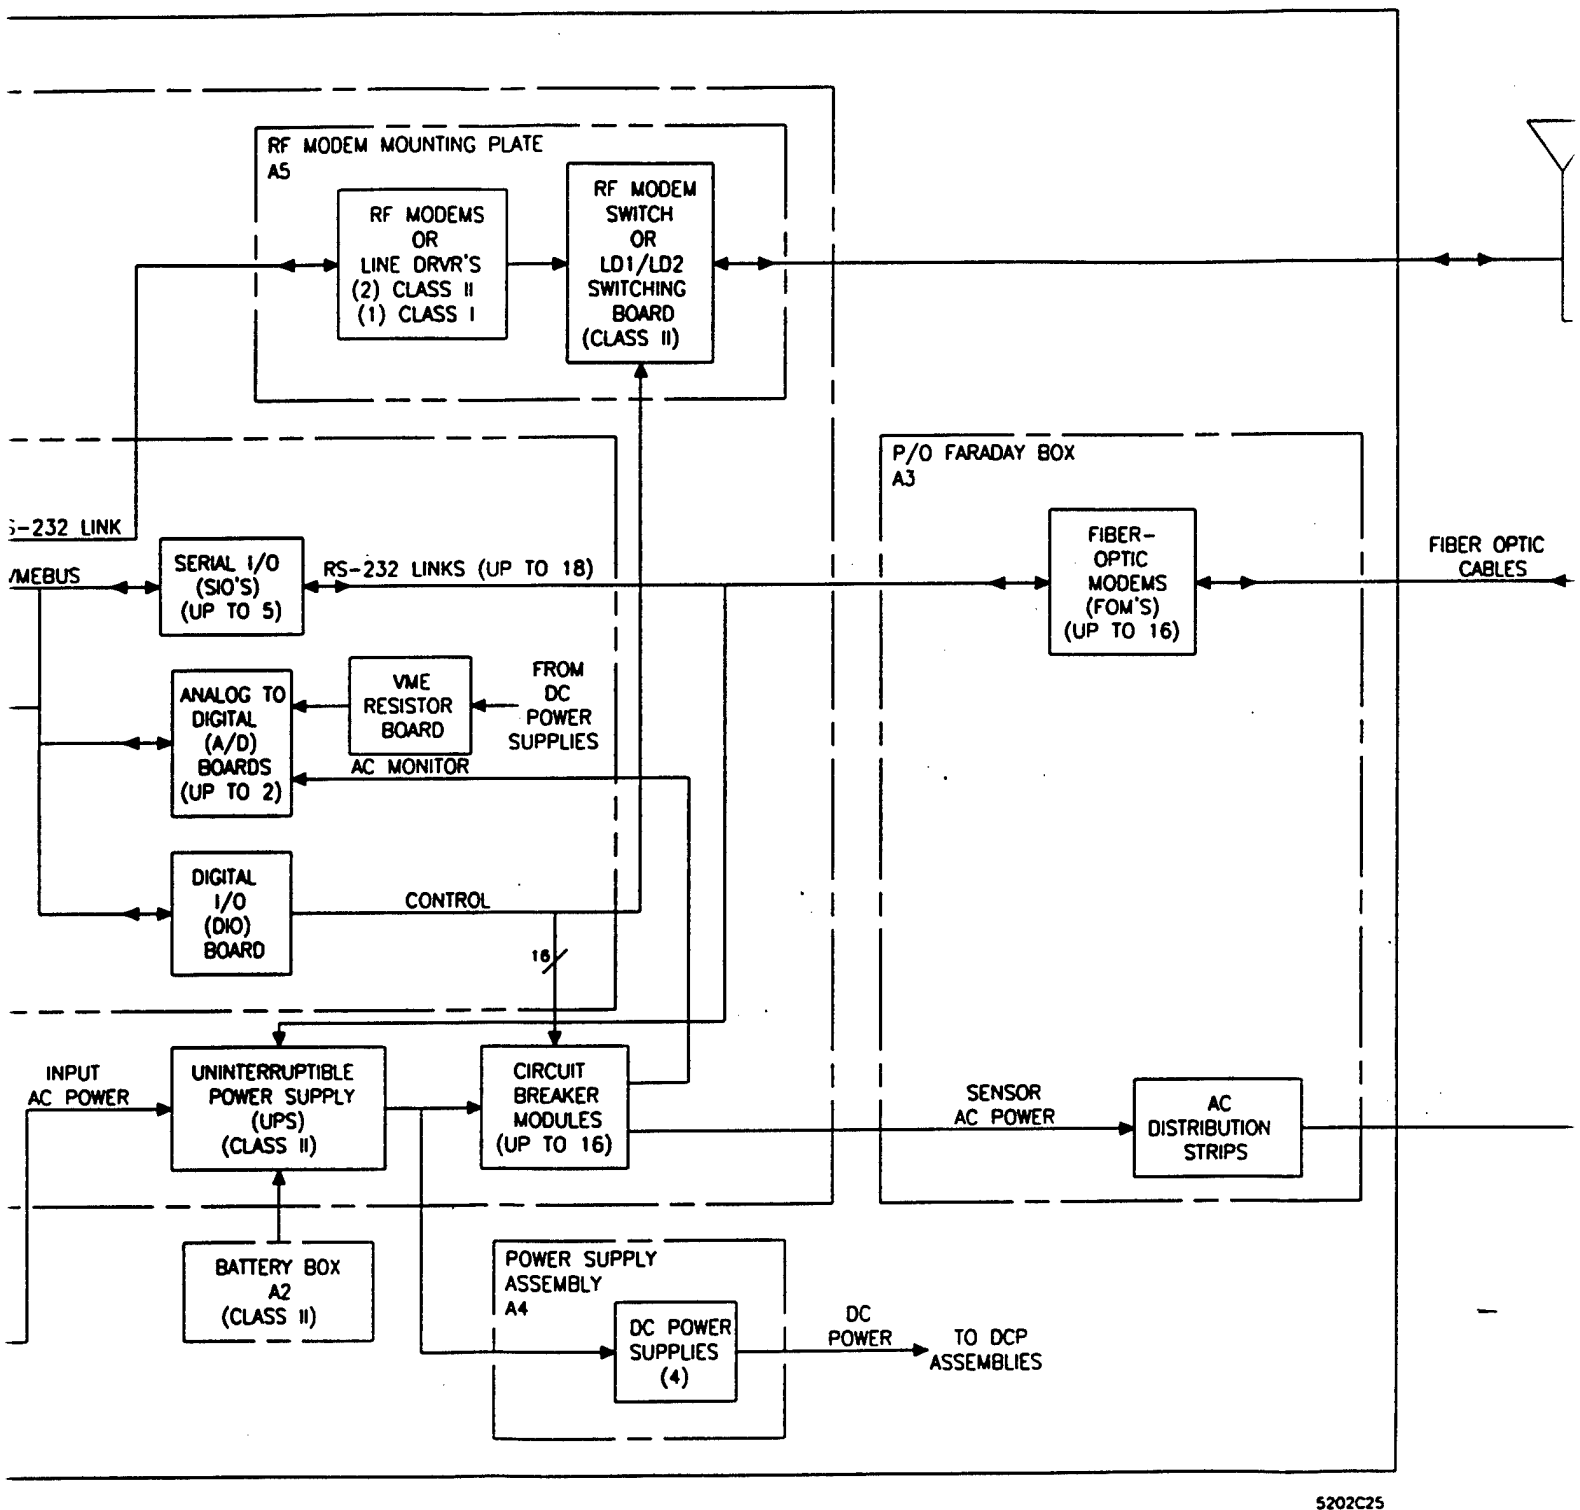 RF MODEM MOUNTING PLATE
A5
RF MODEMS
OR
LINE DRVR'S
(2) CLASS II
(1) CLASS I
RF MODEM
SWITCH
OR
LD1/LD2
SWITCHING
BOARD
(CLASS II)
P/O FARADAY BOX
A3
S-232 LINK
VMEBUS
SERIAL I/O
(SIO'S)
(UP TO 5)
RS-232 LINKS (UP TO 18)
FIBER-
OPTIC
MODEMS
(FOM'S)
(UP TO 16)
FIBER OPTIC
CABLES
ANALOG TO
DIGITAL
(A/D)
BOARDS
(UP TO 2)
VME
RESISTOR
BOARD
FROM
DC
POWER
SUPPLIES
AC MONITOR
DIGITAL
I/O
(DIO)
BOARD
CONTROL
16
INPUT
AC POWER
UNINTERRUPTIBLE
POWER SUPPLY
(UPS)
(CLASS II)
CIRCUIT
BREAKER
MODULES
(UP TO 16)
SENSOR
AC POWER
AC
DISTRIBUTION
STRIPS
BATTERY BOX
A2
(CLASS II)
POWER SUPPLY
ASSEMBLY
A4
DC POWER
SUPPLIES
(4)
DC
POWER
TO DCP
ASSEMBLIES
5202C25